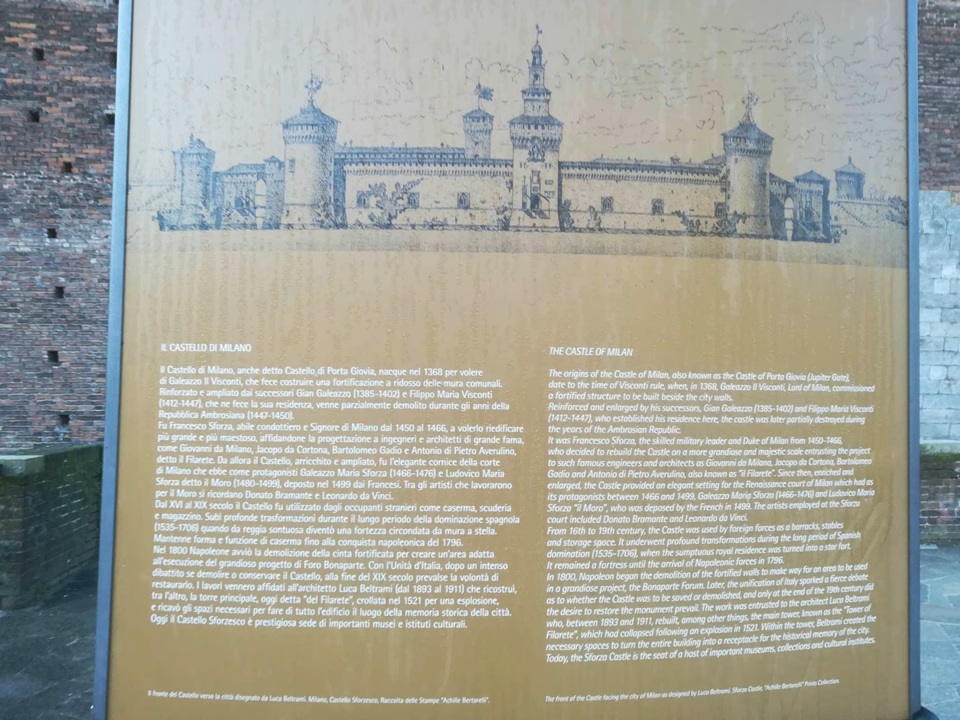 IL CASTELLO DI MILANO
Il Castello di Milano, anche detto Castello di Porta Giovia, nacque nel 1368 per volere
di Galeazzo II Visconti, che fece costruire una fortificazione a ridosso delle mura comunali.
Rinforzato e ampliato dai successori Gian Galeazzo (1385-1402) e Filippo Maria Visconti
(1412-1447), che ne fece la sua residenza, venne parzialmente demolito durante gli anni della
Repubblica Ambrosiana (1447-1450).
Fu Francesco Sforza, abile condottiero e Signore di Milano dal 1450 al 1466, a volerlo riedificare
più grande e più maestoso, affidandone la progettazione a ingegneri e architetti di grande fama,
come Giovanni da Milano, Jacopo da Cortona, Bartolomeo Gadio e Antonio di Pietro Averulino,
detto il Filarete. Da allora il Castello, arricchito e ampliato, fu l'elegante cornice della corte
di Milano che ebbe come protagonisti Galeazzo Maria Sforza (1466-1476) e Ludovico Maria
Sforza detto il Moro (1480-1499), deposto nel 1499 dai Francesi. Tra gli artisti che lavorarono
per il Moro si ricordano Donato Bramante e Leonardo da Vinci.
Dal XVI al XIX secolo il Castello fu utilizzato dagli occupanti stranieri come caserma, scuderia
e magazzino. Subì profonde trasformazioni durante il lungo periodo della dominazione spagnola
(1535-1706) quando da reggia sontuosa diventò una fortezza circondata da mura a stella.
Mantenne forma e funzione di caserma fino alla conquista napoleonica del 1796.
Nel 1800 Napoleone avviò la demolizione della cinta fortificata per creare un'area adatta
all'esecuzione del grandioso progetto di Foro Bonaparte. Con l'Unità d'Italia, dopo un intenso
dibattito se demolire o conservare il Castello, alla fine del XIX secolo prevalse la volontà di
restaurarlo. I lavori vennero affidati all'architetto Luca Beltrami (dal 1893 al 1911) che ricostruì,
tra l'altro, la torre principale, oggi detta "del Filarete", crollata nel 1521 per una esplosione,
e ricavò gli spazi necessari per fare di tutto l'edificio il luogo della memoria storica della città.
Oggi il Castello Sforzesco è prestigiosa sede di importanti musei e istituti culturali.
Il fronte del Castello verso la città disegnato da Luca Beltrami. Milano, Castello Sforzesco, Raccolta delle Stampe "Achille Bertarelli".
THE CASTLE OF MILAN
The origins of the Castle of Milan, also known as the Castle of Porta Giovia (Jupiter Gate),
date to the time of Visconti rule, when, in 1368, Galeazzo II Visconti, Lord of Milan, commissioned
a fortified structure to be built beside the city walls.
Reinforced and enlarged by his successors, Gian Galeazzo (1385-1402) and Filippo Maria Visconti
(1412-1447), who established his residence here, the castle was later partially destroyed during
the years of the Ambrosian Republic.
It was Francesco Sforza, the skilled military leader and Duke of Milan from 1450-1466,
who decided to rebuild the Castle on a more grandiose and majestic scale entrusting the project
to such famous engineers and architects as Giovanni da Milano, Jacopo da Cortona, Bartolomeo
Gadio and Antonio di Pietro Averulino, also known as "il Filarete". Since then, enriched and
enlarged, the Castle provided an elegant setting for the Renaissance court of Milan which had as
its protagonists between 1466 and 1499, Galeazzo Maria Sforza (1466-1476) and Ludovico Maria
Sforza "il Moro", who was deposed by the French in 1499. The artists employed at the Sforza
court included Donato Bramante and Leonardo da Vinci.
From 16th to 19th century, the Castle was used by foreign forces as a barracks, stables
and storage space. It underwent profound transformations during the long period of Spanish
domination (1535-1706), when the sumptuous royal residence was turned into a star fort.
It remained a fortress until the arrival of Napoleonic forces in 1796.
In 1800, Napoleon began the demolition of the fortified walls to make way for an area to be used
in a grandiose project, the Bonaparte Forum. Later, the unification of Italy sparked a fierce debate
as to whether the Castle was to be saved or demolished, and only at the end of the 19th century did
the desire to restore the monument prevail. The work was entrusted to the architect Luca Beltrami
who, between 1893 and 1911, rebuilt, among other things, the main tower, known as the "Tower of
Filarete", which had collapsed following an explosion in 1521. Within the tower, Beltrami created the
necessary spaces to turn the entire building into a receptacle for the historical memory of the city.
Today, the Sforza Castle is the seat of a host of important museums, collections and cultural institutes.
The front of the Castle facing the city of Milan as designed by Luca Beltrami. Sforza Castle, "Achille Bertarelli" Prints Collection.